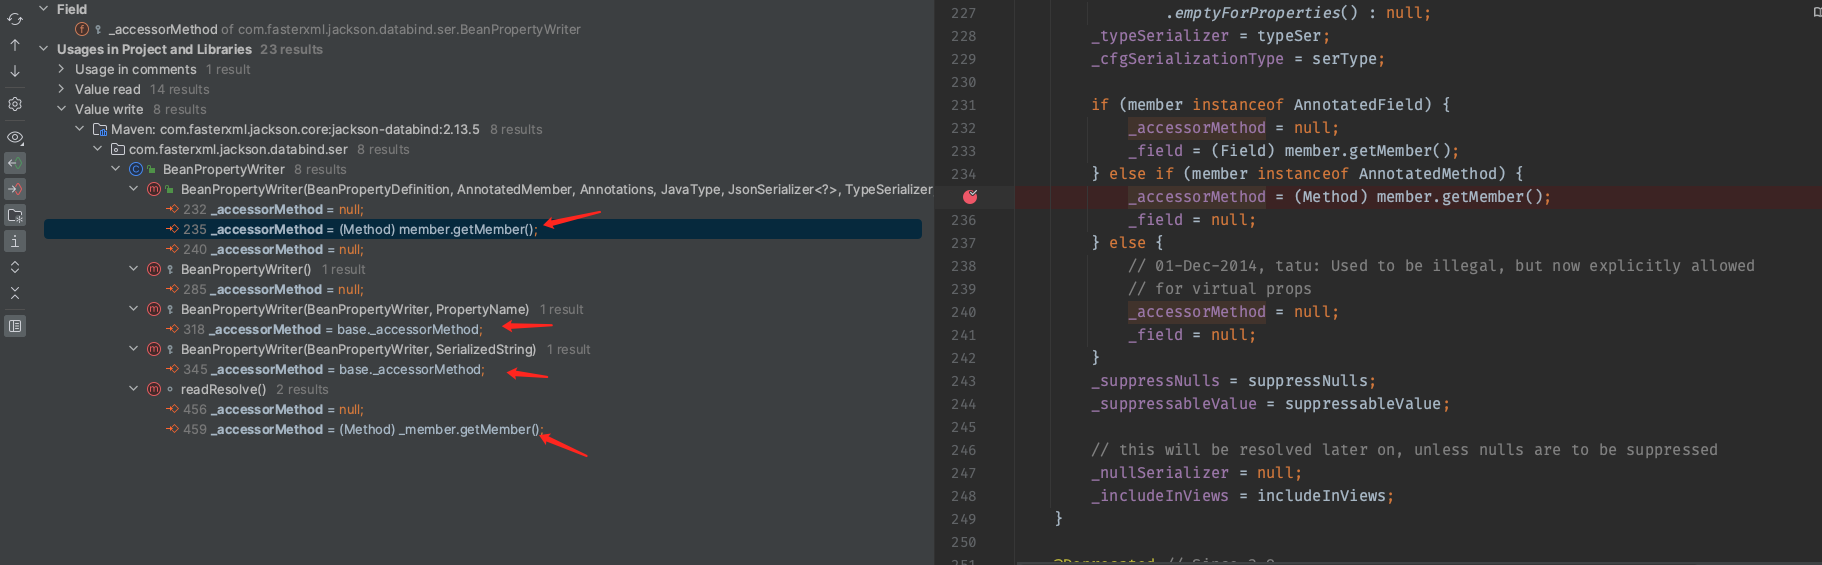 Field
_accessorMethod of com.fasterxml.jackson.databind.ser.BeanPropertyWriter
Usages in Project and Libraries 23 results
Usage in comments 1 result
Value read 14 results
Value write 8 results
Maven: com.fasterxml.jackson.core:jackson-databind:2.13.5 8 results
com.fasterxml.jackson.databind.ser 8 results
BeanPropertyWriter 8 results
BeanPropertyWriter(BeanPropertyDefinition, AnnotatedMember, Annotations, JavaType, JsonSerializer<?>, TypeSerializer
232 _accessorMethod = null;
235 _accessorMethod = (Method) member.getMember();
240 _accessorMethod = null;
BeanPropertyWriter() 1 result
285 _accessorMethod = null;
BeanPropertyWriter(BeanPropertyWriter, PropertyName) 1 result
318 _accessorMethod = base._accessorMethod;
BeanPropertyWriter(BeanPropertyWriter, SerializedString) 1 result
345 _accessorMethod = base._accessorMethod;
readResolve() 2 results
456 _accessorMethod = null;
459 _accessorMethod = (Method) _member.getMember();
227 .emptyForProperties() : null;
228 _typeSerializer = typeSer;
229 _cfgSerializationType = serType;
230
231 if (member instanceof AnnotatedField) {
232 _accessorMethod = null;
233 _field = (Field) member.getMember();
234 } else if (member instanceof AnnotatedMethod) {
_accessorMethod = (Method) member.getMember();
236 _field = null;
237 } else {
238 // 01-Dec-2014, tatu: Used to be illegal, but now explicitly allowed
239 // for virtual props
240 _accessorMethod = null;
241 _field = null;
242 }
243 _suppressNulls = suppressNulls;
244 _suppressableValue = suppressableValue;
245
246 // this will be resolved later on, unless nulls are to be suppressed
247 _nullSerializer = null;
248 _includeInViews = includeInViews;
249 }
250